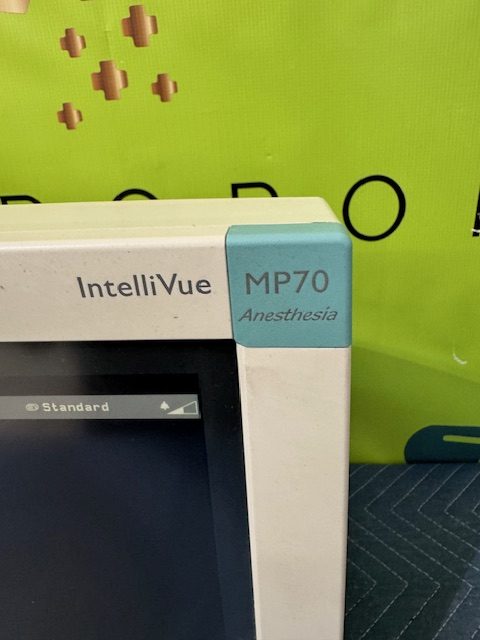 IntelliVue
MP70
Anesthesia
Standard